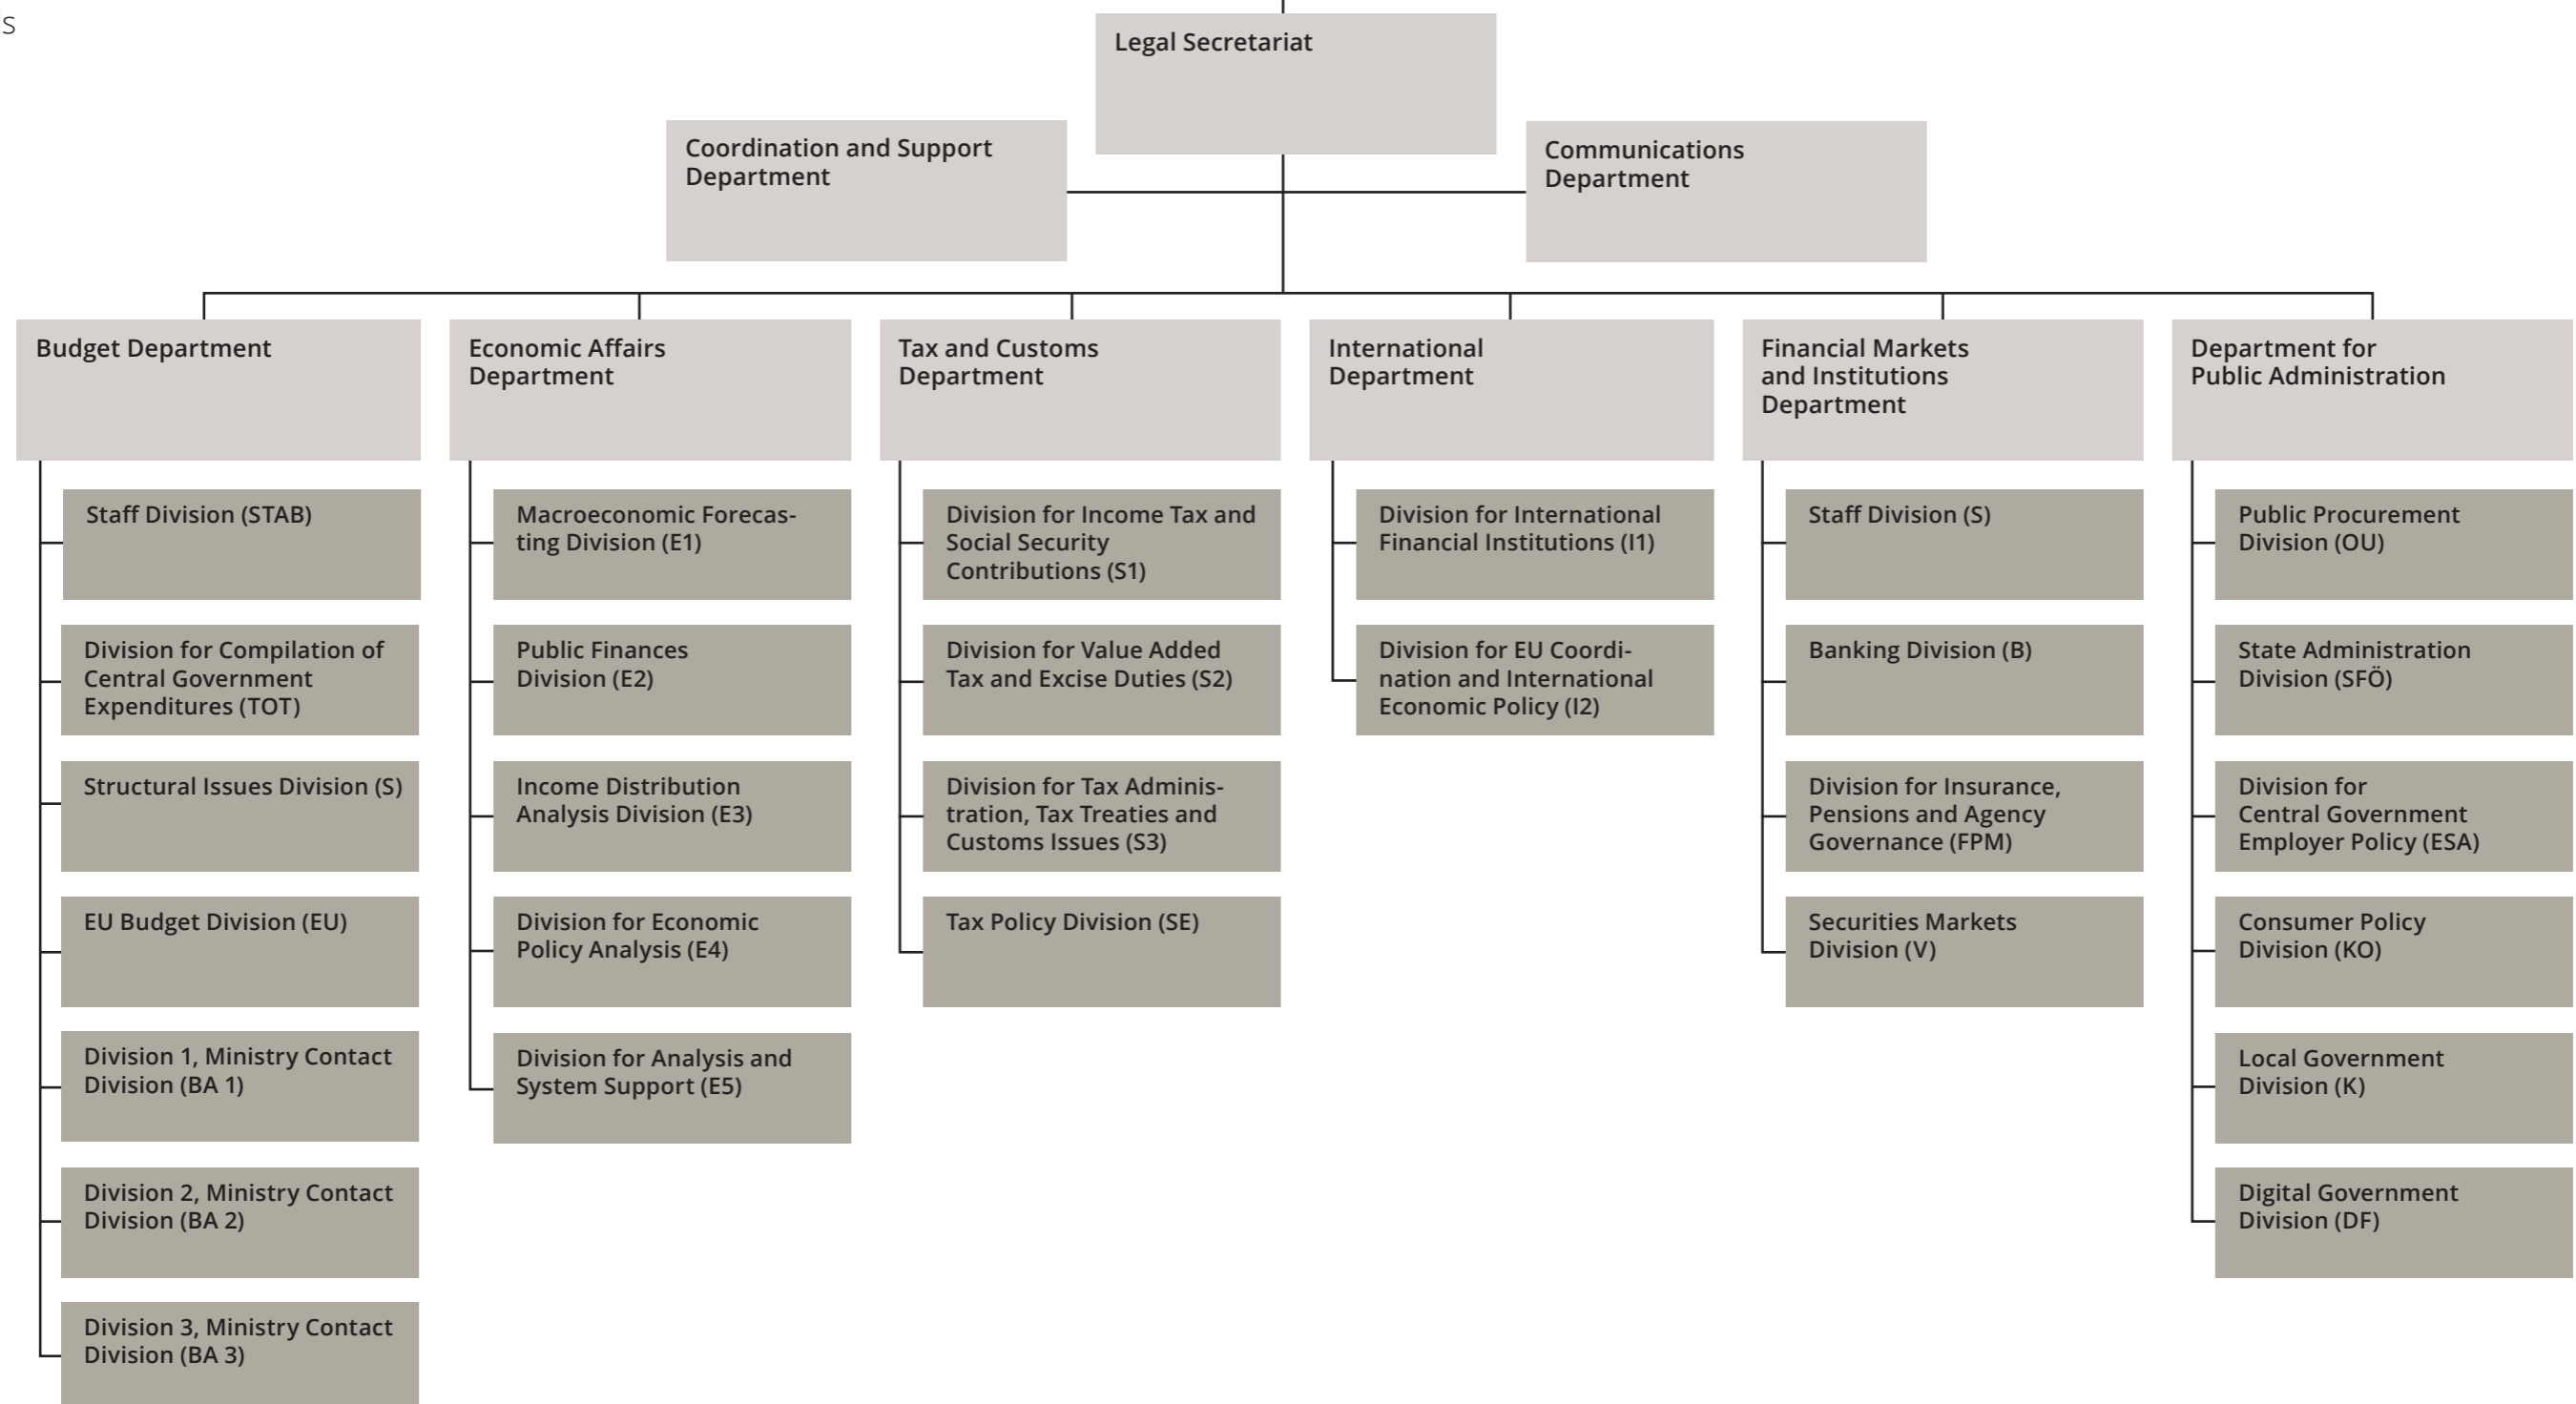 s
Legal Secretariat
Coordination and Support
Department
Communications
Department
Budget Department
Economic Affairs
Department
Tax and Customs
Department
International
Department
Financial Markets
and Institutions
Department
Department for
Public Administration
Staff Division (STAB)
Division for Compilation of
Central Government
Expenditures (TOT)
Structural Issues Division (S)
EU Budget Division (EU)
Division 1, Ministry Contact
Division (BA 1)
Division 2, Ministry Contact
Division (BA 2)
Division 3, Ministry Contact
Division (BA 3)
Macroeconomic Forecas-
ting Division (E1)
Public Finances
Division (E2)
Income Distribution
Analysis Division (E3)
Division for Economic
Policy Analysis (E4)
Division for Analysis and
System Support (E5)
Division for Income Tax and
Social Security
Contributions (S1)
Division for Value Added
Tax and Excise Duties (S2)
Division for Tax Adminis-
tration, Tax Treaties and
Customs Issues (S3)
Tax Policy Division (SE)
Division for International
Financial Institutions (I1)
Division for EU Coordi-
nation and International
Economic Policy (I2)
Staff Division (S)
Banking Division (B)
Division for Insurance,
Pensions and Agency
Governance (FPM)
Securities Markets
Division (V)
Public Procurement
Division (OU)
State Administration
Division (SFÖ)
Division for
Central Government
Employer Policy (ESA)
Consumer Policy
Division (KO)
Local Government
Division (K)
Digital Government
Division (DF)